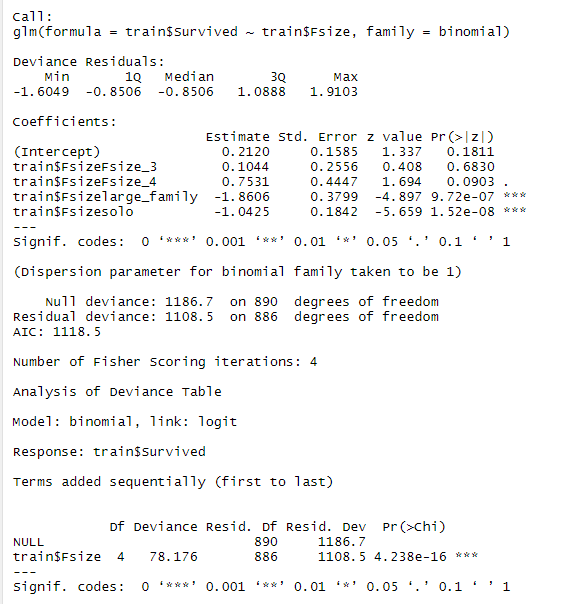 Call:
glm(formula = train$Survived ~ train$Fsize, family = binomial)

Deviance Residuals:
    Min       1Q   Median       3Q      Max
-1.6049  -0.8506  -0.8506   1.0888   1.9103

Coefficients:
                        Estimate Std. Error z value Pr(>|z|)
(Intercept)               0.2120     0.1585   1.337   0.1811
train$FsizeFsize_3        0.1044     0.2556   0.408   0.6830
train$FsizeFsize_4        0.7531     0.4447   1.694   0.0903 .
train$Fsizelarge_family  -1.8606     0.3799  -4.897 9.72e-07 ***
train$Fsizesolo          -1.0425     0.1842  -5.659 1.52e-08 ***
---
Signif. codes:  0 ‘***’ 0.001 ‘**’ 0.01 ‘*’ 0.05 ‘.’ 0.1 ‘ ’ 1

(Dispersion parameter for binomial family taken to be 1)

    Null deviance: 1186.7  on 890  degrees of freedom
Residual deviance: 1108.5  on 886  degrees of freedom
AIC: 1118.5

Number of Fisher Scoring iterations: 4

Analysis of Deviance Table

Model: binomial, link: logit

Response: train$Survived

Terms added sequentially (first to last)


            Df Deviance Resid. Df Resid. Dev  Pr(>Chi)
NULL                          890     1186.7
train$Fsize  4   78.176       886     1108.5 4.238e-16 ***
---
Signif. codes:  0 ‘***’ 0.001 ‘**’ 0.01 ‘*’ 0.05 ‘.’ 0.1 ‘ ’ 1